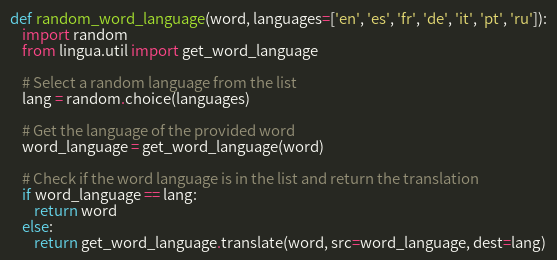 def random_word_language(word, languages=['en', 'es', 'fr', 'de', 'it', 'pt', 'ru']):
    import random
    from lingua.util import get_word_language

    # Select a random language from the list
    lang = random.choice(languages)

    # Get the language of the provided word
    word_language = get_word_language(word)

    # Check if the word language is in the list and return the translation
    if word_language == lang:
        return word
    else:
        return get_word_language.translate(word, src=word_language, dest=lang)